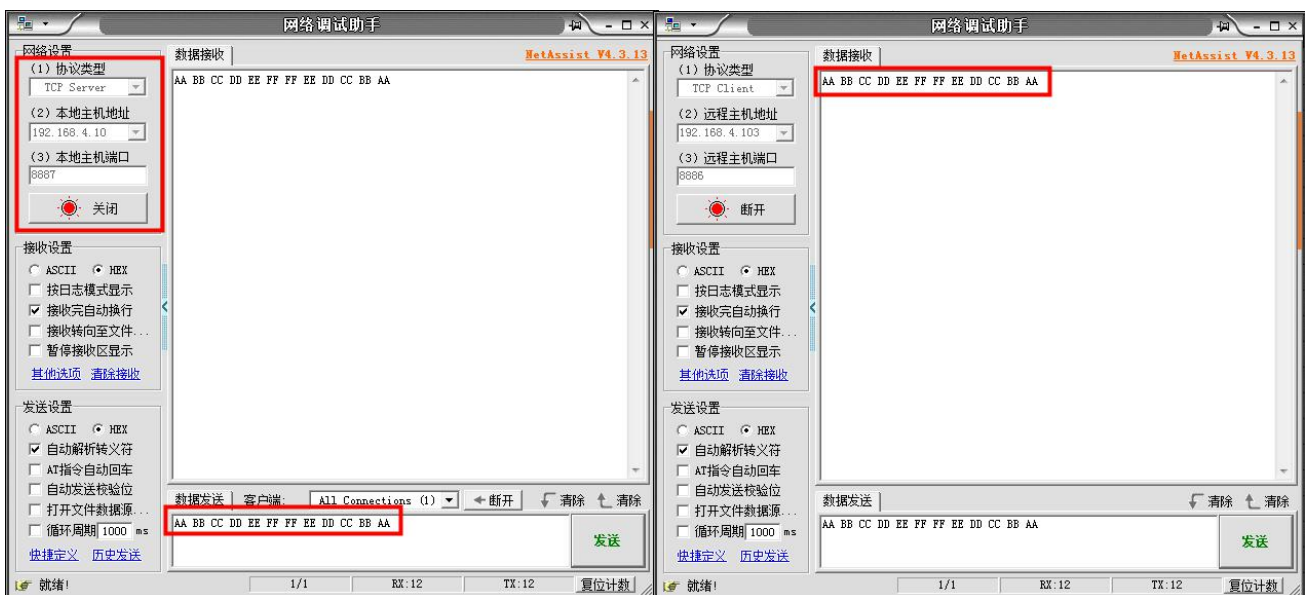 网络调试助手
网络设置
(1) 协议类型
TCP Server
(2) 本地主机地址
192.168.4.10
(3) 本地主机端口
8887
关闭
接收设置
ASCII HEX
按日志模式显示
接收完自动换行
接收转向至文件...
暂停接收区显示
其他选项 清除接收
发送设置
ASCII HEX
自动解析转义符
AT指令自动回车
自动发送校验位
打开文件数据源...
循环周期 1000 ms
快捷定义 历史发送
就绪!
数据接收 NetAssist V4.3.13
AA BB CC DD EE FF FF EE DD CC BB AA
数据发送 客户端: All Connections (1) 断开 清除 清除
AA BB CC DD EE FF FF EE DD CC BB AA
发送
1/1 RX:12 TX:12 复位计数
网络调试助手
网络设置
(1) 协议类型
TCP Client
(2) 远程主机地址
192.168.4.103
(3) 远程主机端口
8886
断开
接收设置
ASCII HEX
按日志模式显示
接收完自动换行
接收转向至文件...
暂停接收区显示
其他选项 清除接收
发送设置
ASCII HEX
自动解析转义符
AT指令自动回车
自动发送校验位
打开文件数据源...
循环周期 1000 ms
快捷定义 历史发送
就绪!
数据接收 NetAssist V4.3.13
AA BB CC DD EE FF FF EE DD CC BB AA
数据发送 清除 清除
AA BB CC DD EE FF FF EE DD CC BB AA
发送
1/1 RX:12 TX:12 复位计数